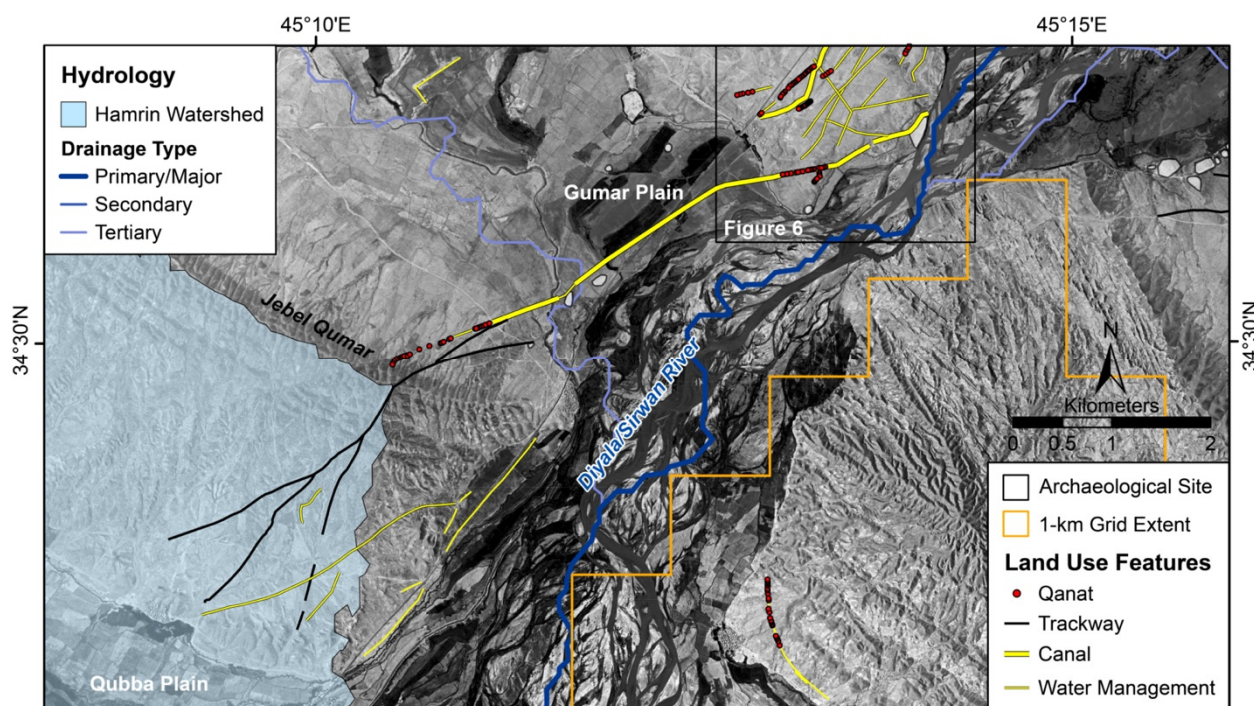 45°10'E
45°15'E
Hydrology
Hamrin Watershed
Drainage Type
Primary/Major
Secondary
Tertiary
Gumar Plain
Figure 6
Jebel Qumar
34°30'N
34°30'N
Diyala/Sirwan River
N
Kilometers
0 0.5 1 2
Qubba Plain
Archaeological Site
1-km Grid Extent
Land Use Features
Qanat
Trackway
Canal
Water Management